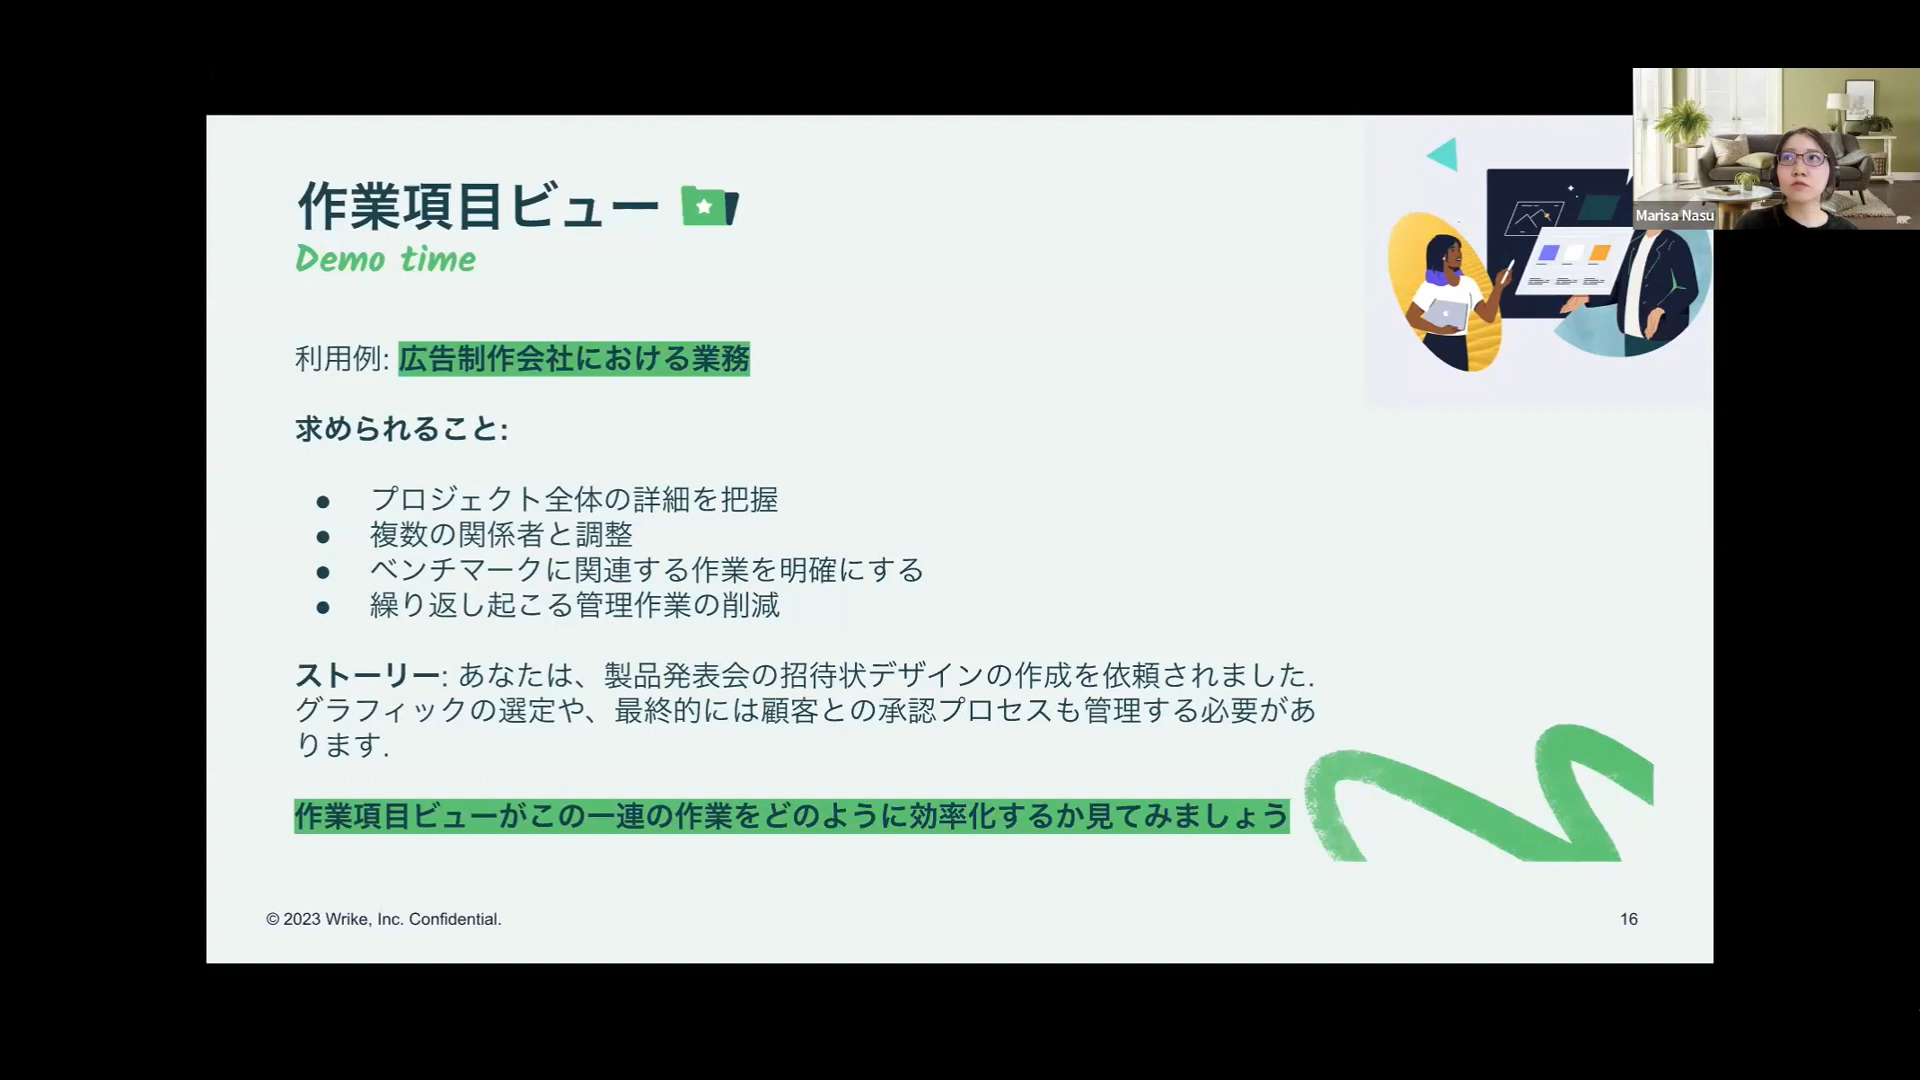 作業項目ビュー
Demo time
利用例: 広告制作会社における業務
求められること:
● プロジェクト全体の詳細を把握
● 複数の関係者と調整
● ベンチマークに関連する作業を明確にする
● 繰り返し起こる管理作業の削減
ストーリー: あなたは、製品発表会の招待状デザインの作成を依頼されました.
グラフィックの選定や、最終的には顧客との承認プロセスも管理する必要があ
ります.
作業項目ビューがこの一連の作業をどのように効率化するか見てみましょう
© 2023 Wrike, Inc. Confidential.
16
Marisa Nasu